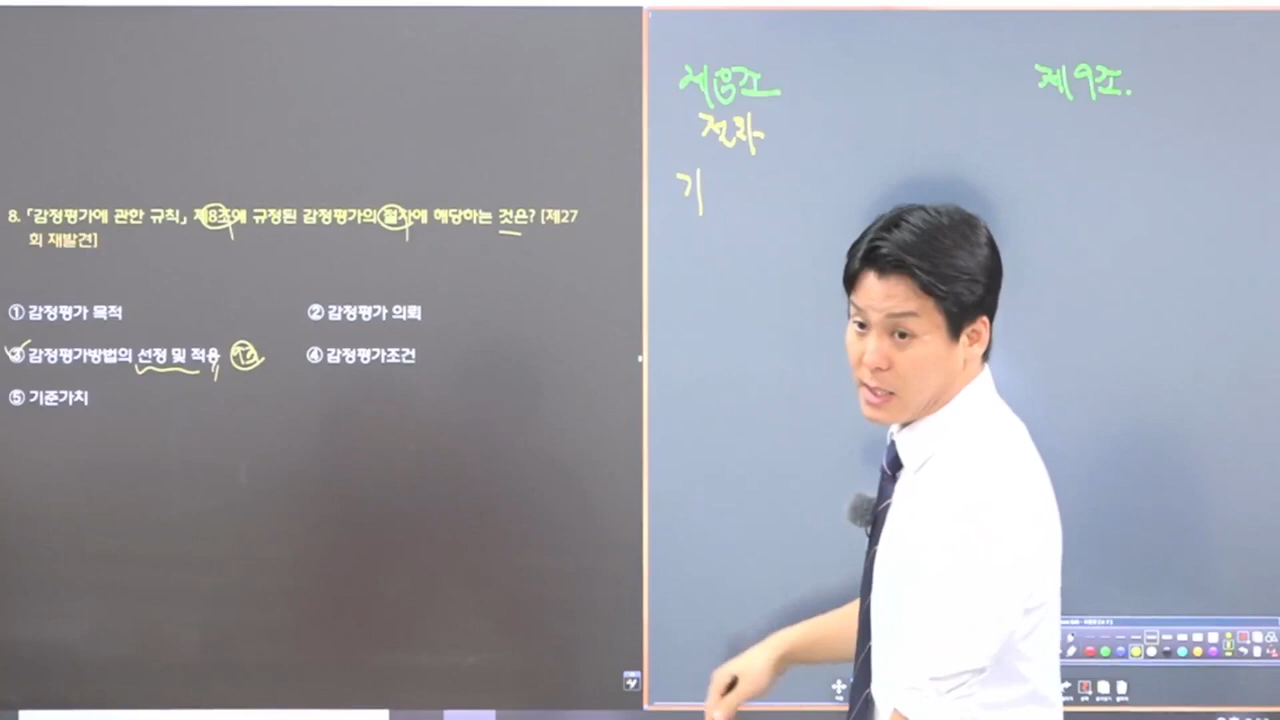 8. 「감정평가에 관한 규칙」 제8조에 규정된 감정평가의 절차에 해당하는 것은? [제27
회 재발견]
① 감정평가 목적
② 감정평가 의뢰
③ 감정평가방법의 선정 및 적용
④ 감정평가조건
⑤ 기준가치
제8조
절차
기
제9조.